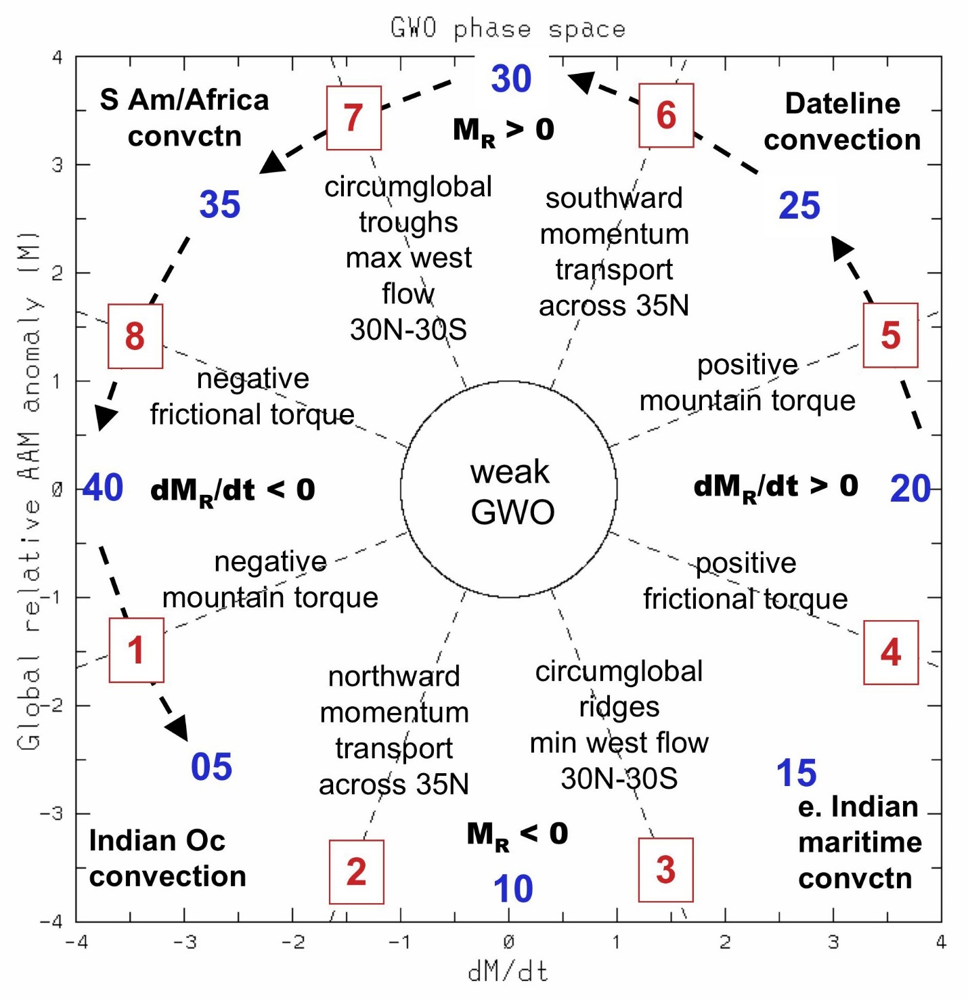 GWO phase space
4
30
S Am/Africa
convctn
7
6
Dateline
convection
M_R > 0
3
circumglobal
troughs
max west
flow
30N-30S
southward
momentum
transport
across 35N
35
25
2
8
5
1
negative
frictional torque
positive
mountain torque
weak
GWO
Global relative AAM anomaly (M)
0
40
dM_R/dt < 0
dM_R/dt > 0
20
negative
mountain torque
positive
frictional torque
-1
1
4
northward
momentum
transport
across 35N
circumglobal
ridges
min west flow
30N-30S
-2
05
15
-3
e. Indian
maritime
convctn
Indian Oc
convection
M_R < 0
2
3
10
-4
-4 -3 -2 -1 0 1 2 3 4
dM/dt